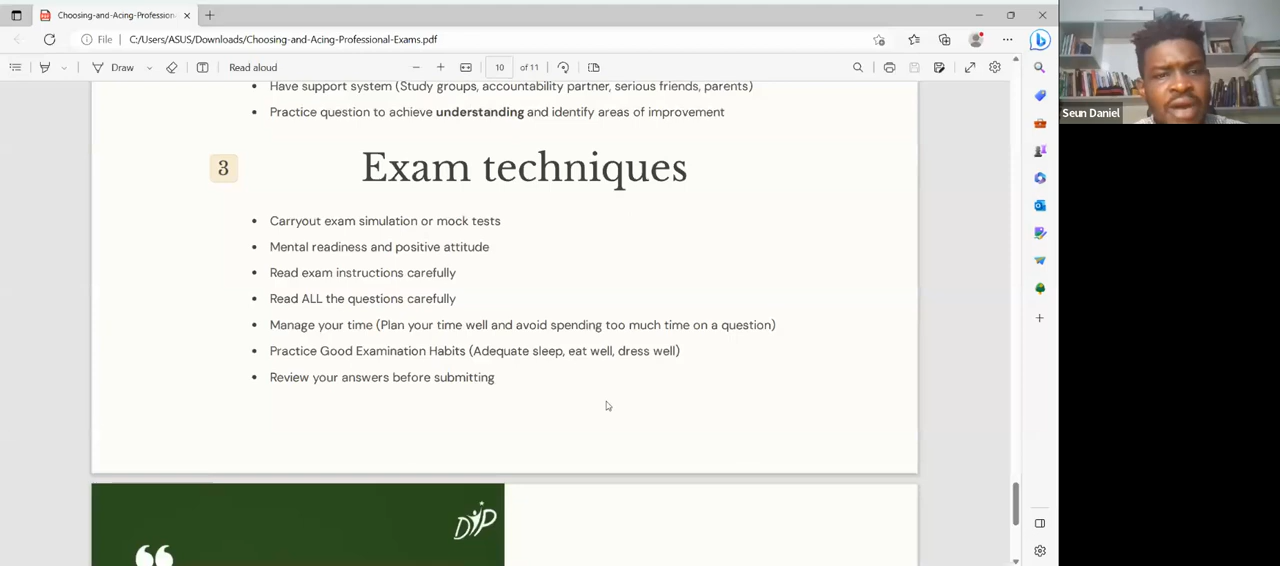 Choosing-and-Acing-Professional-
File
C:/Users/ASUS/Downloads/Choosing-and-Acing-Professional-Exams.pdf
Draw
Read aloud
10
of 11
Have support system (Study groups, accountability partner, serious friends, parents)
Practice question to achieve understanding and identify areas of improvement
3
Exam techniques
Carryout exam simulation or mock tests
Mental readiness and positive attitude
Read exam instructions carefully
Read ALL the questions carefully
Manage your time (Plan your time well and avoid spending too much time on a question)
Practice Good Examination Habits (Adequate sleep, eat well, dress well)
Review your answers before submitting
Seun Daniel